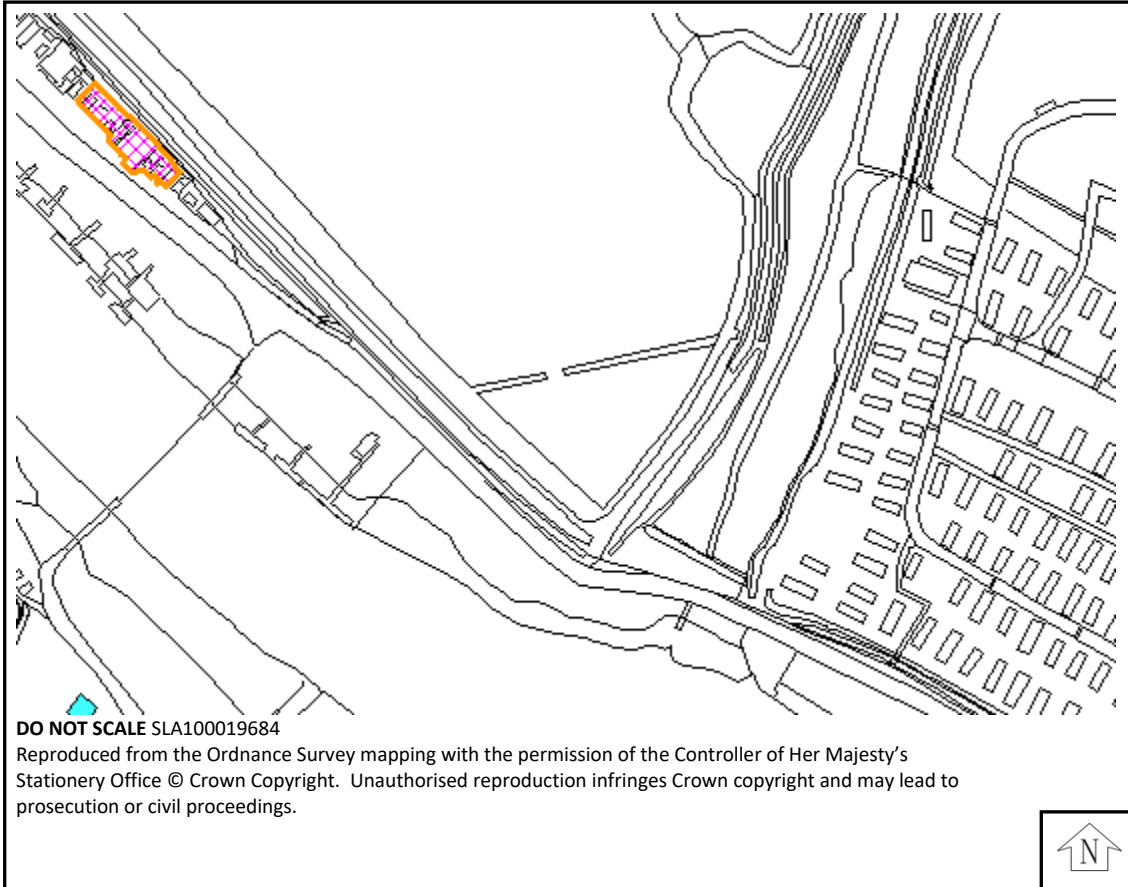 DO NOT SCALE SLA100019684
Reproduced from the Ordnance Survey mapping with the permission of the Controller of Her Majesty’s
Stationery Office © Crown Copyright. Unauthorised reproduction infringes Crown copyright and may lead to
prosecution or civil proceedings.
N